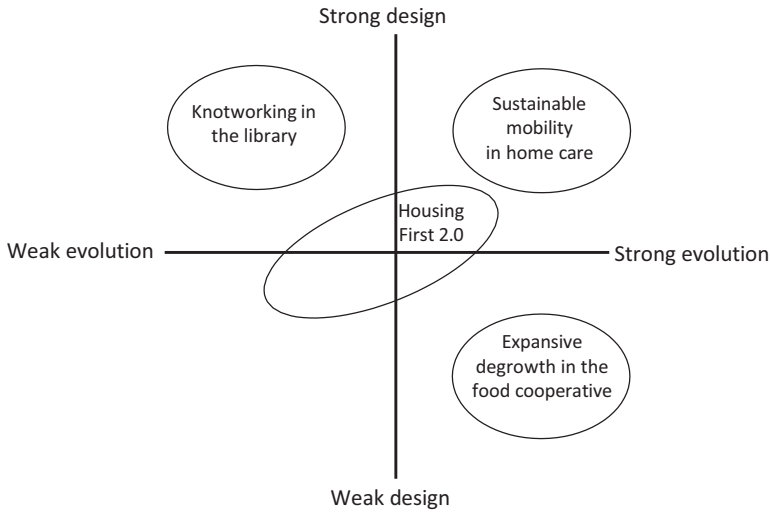 Strong design
Knotworking in
the library
Sustainable
mobility
in home care
Housing
First 2.0
Weak evolution
Strong evolution
Expansive
degrowth in the
food cooperative
Weak design